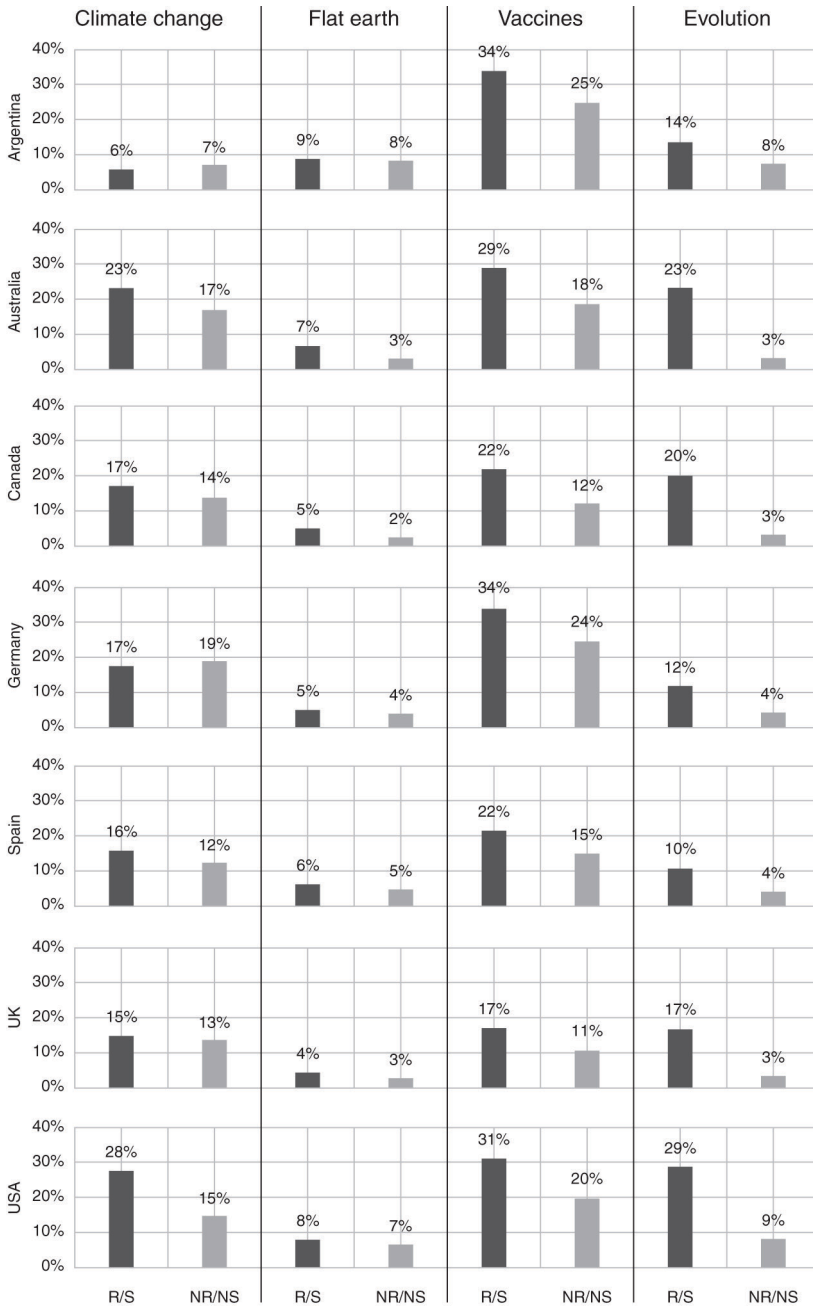 Climate change Flat earth Vaccines Evolution
Argentina
40%
30%
20%
10%
0%
6% 7% 9% 8% 34% 25% 14% 8%
Australia
40%
30%
20%
10%
0%
23% 17% 7% 3% 29% 18% 23% 3%
Canada
40%
30%
20%
10%
0%
17% 14% 5% 2% 22% 12% 20% 3%
Germany
40%
30%
20%
10%
0%
17% 19% 5% 4% 34% 24% 12% 4%
Spain
40%
30%
20%
10%
0%
16% 12% 6% 5% 22% 15% 10% 4%
UK
40%
30%
20%
10%
0%
15% 13% 4% 3% 17% 11% 17% 3%
USA
40%
30%
20%
10%
0%
28% 15% 8% 7% 31% 20% 29% 9%
R/S NR/NS R/S NR/NS R/S NR/NS R/S NR/NS